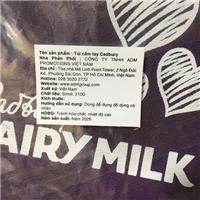 Tên sản phẩm : Túi cầm tay Cadbury
Nhà Phân Phối : CÔNG TY TNHH ADM
PROMOTIONS VIỆT NAM
Địa chỉ : Tòa nhà Mê Linh Point Tower, 2 Ngô Đức
Kế, Phường Sài Gòn, TP Hồ Chí Minh, Việt Nam
Hotline: 028 3520 2772
Website: www.admgroup.com
Xuất xứ: Việt Nam
Chất liệu: Simili, 210D
Kích thước:
Hướng dẫn sử dụng: Dùng để đựng đồ dùng cá
nhân
HDBQ: Tránh hóa chất, nhiệt độ cao
Năm sản xuất: Năm 2026
AIRY MILK